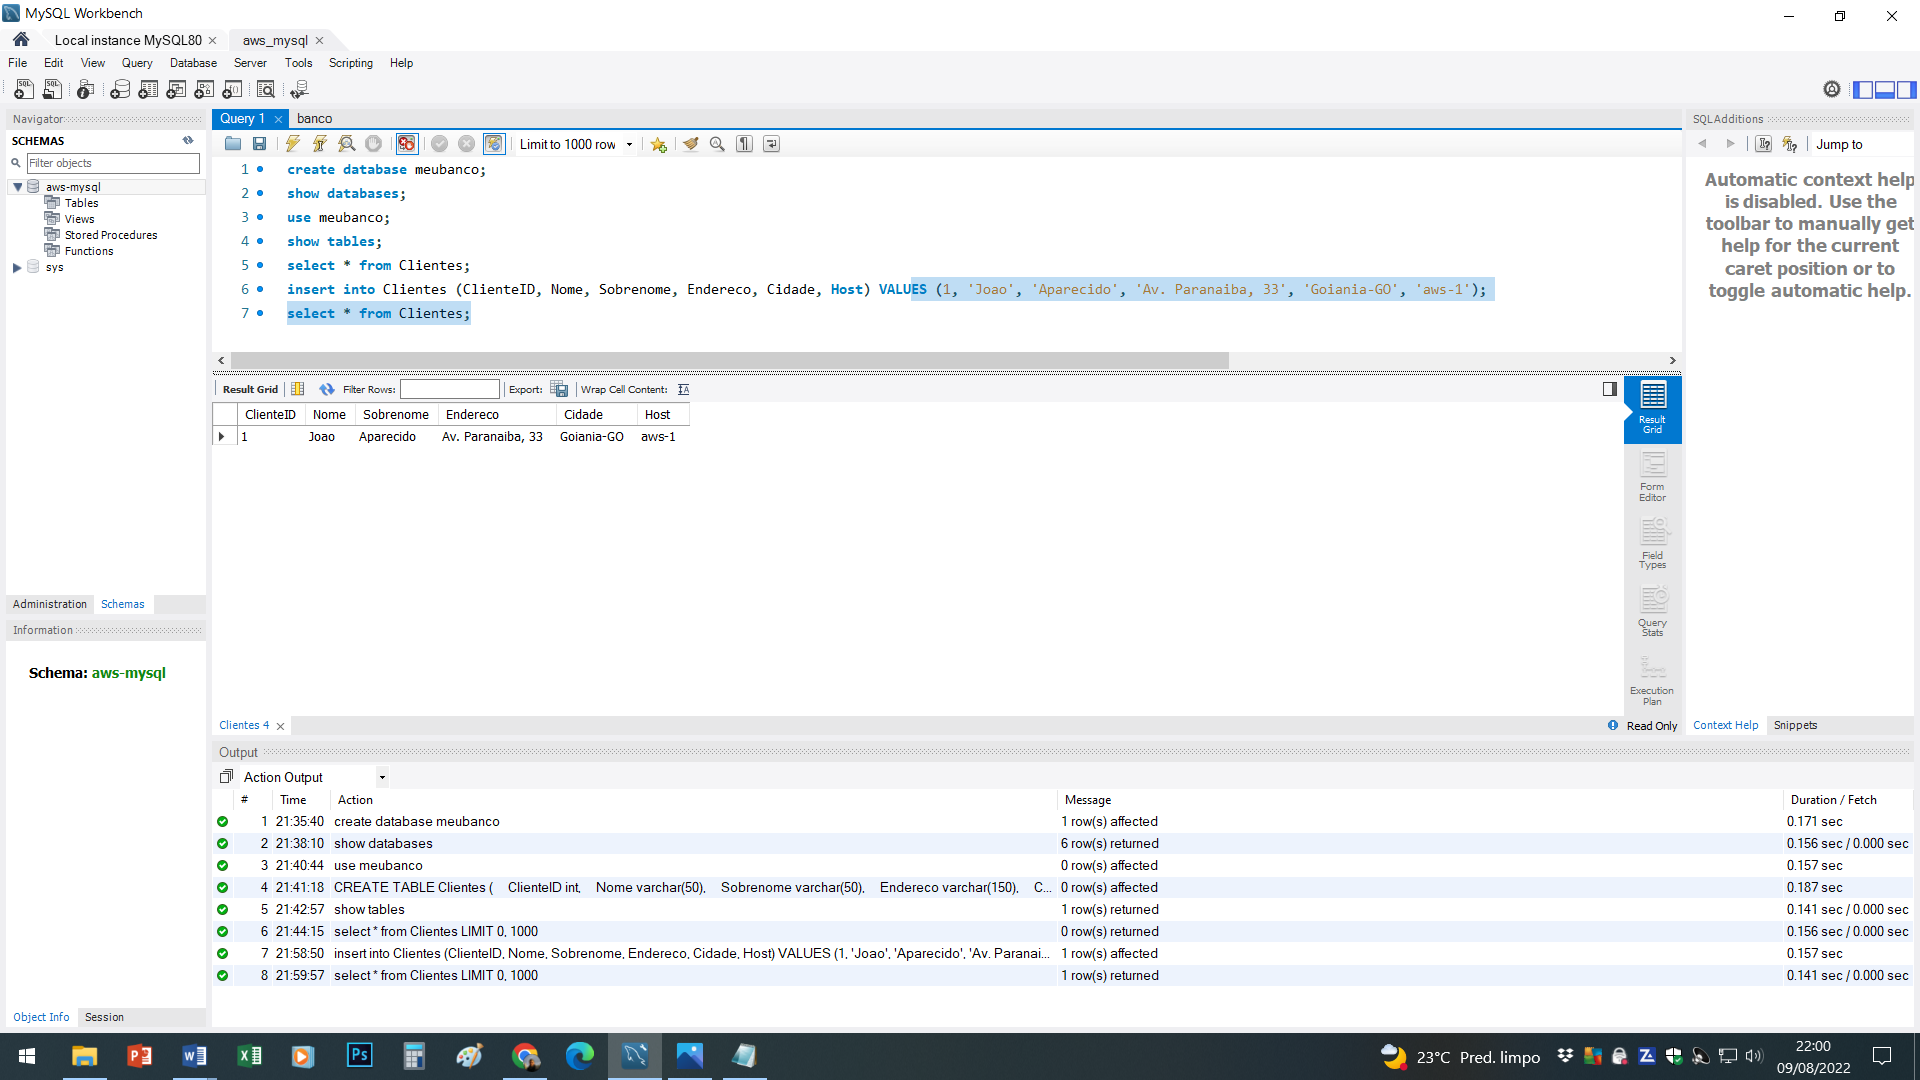 MySQL Workbench
Local instance MySQL80
aws_mysql
File Edit View Query Database Server Tools Scripting Help
Navigator
SCHEMAS
Filter objects
aws-mysql
Tables
Views
Stored Procedures
Functions
sys
Administration Schemas
Information
Schema: aws-mysql
Object Info Session
Query 1 banco
Limit to 1000 row
1 create database meubanco;
2 show databases;
3 use meubanco;
4 show tables;
5 select * from Clientes;
6 insert into Clientes (ClienteID, Nome, Sobrenome, Endereco, Cidade, Host) VALUES (1, 'Joao', 'Aparecido', 'Av. Paranaiba, 33', 'Goiania-GO', 'aws-1');
7 select * from Clientes;
Result Grid Filter Rows: Export: Wrap Cell Content:
ClienteID Nome Sobrenome Endereco Cidade Host
1 Joao Aparecido Av. Paranaiba, 33 Goiania-GO aws-1
Result
Grid
Form
Editor
Field
Types
Query
Stats
Execution
Plan
Clientes 4
Read Only
SQLAdditions
Jump to
Automatic context help
is disabled. Use the
toolbar to manually get
help for the current
caret position or to
toggle automatic help.
Context Help Snippets
Output
Action Output
# Time Action Message Duration / Fetch
1 21:35:40 create database meubanco 1 row(s) affected 0.171 sec
2 21:38:10 show databases 6 row(s) returned 0.156 sec / 0.000 sec
3 21:40:44 use meubanco 0 row(s) affected 0.157 sec
4 21:41:18 CREATE TABLE Clientes ( ClienteID int, Nome varchar(50), Sobrenome varchar(50), Endereco varchar(150), C... 0 row(s) affected 0.187 sec
5 21:42:57 show tables 1 row(s) returned 0.141 sec / 0.000 sec
6 21:44:15 select * from Clientes LIMIT 0, 1000 0 row(s) returned 0.156 sec / 0.000 sec
7 21:58:50 insert into Clientes (ClienteID, Nome, Sobrenome, Endereco, Cidade, Host) VALUES (1, 'Joao', 'Aparecido', 'Av. Paranai... 1 row(s) affected 0.157 sec
8 21:59:57 select * from Clientes LIMIT 0, 1000 1 row(s) returned 0.141 sec / 0.000 sec
23°C Pred. limpo
22:00
09/08/2022